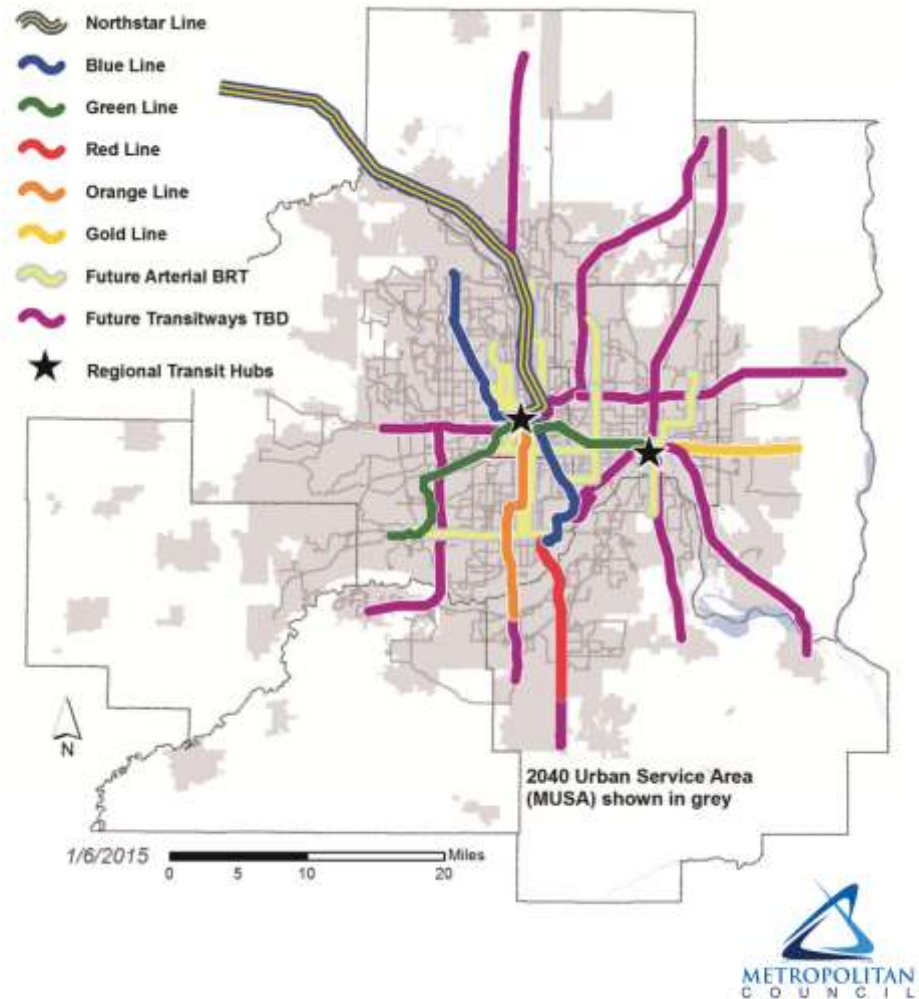 Northstar Line
Blue Line
Green Line
Red Line
Orange Line
Gold Line
Future Arterial BRT
Future Transitways TBD
Regional Transit Hubs
N
2040 Urban Service Area
(MUSA) shown in grey
1/6/2015
Miles
0 5 10 20
METROPOLITAN
COUNCIL